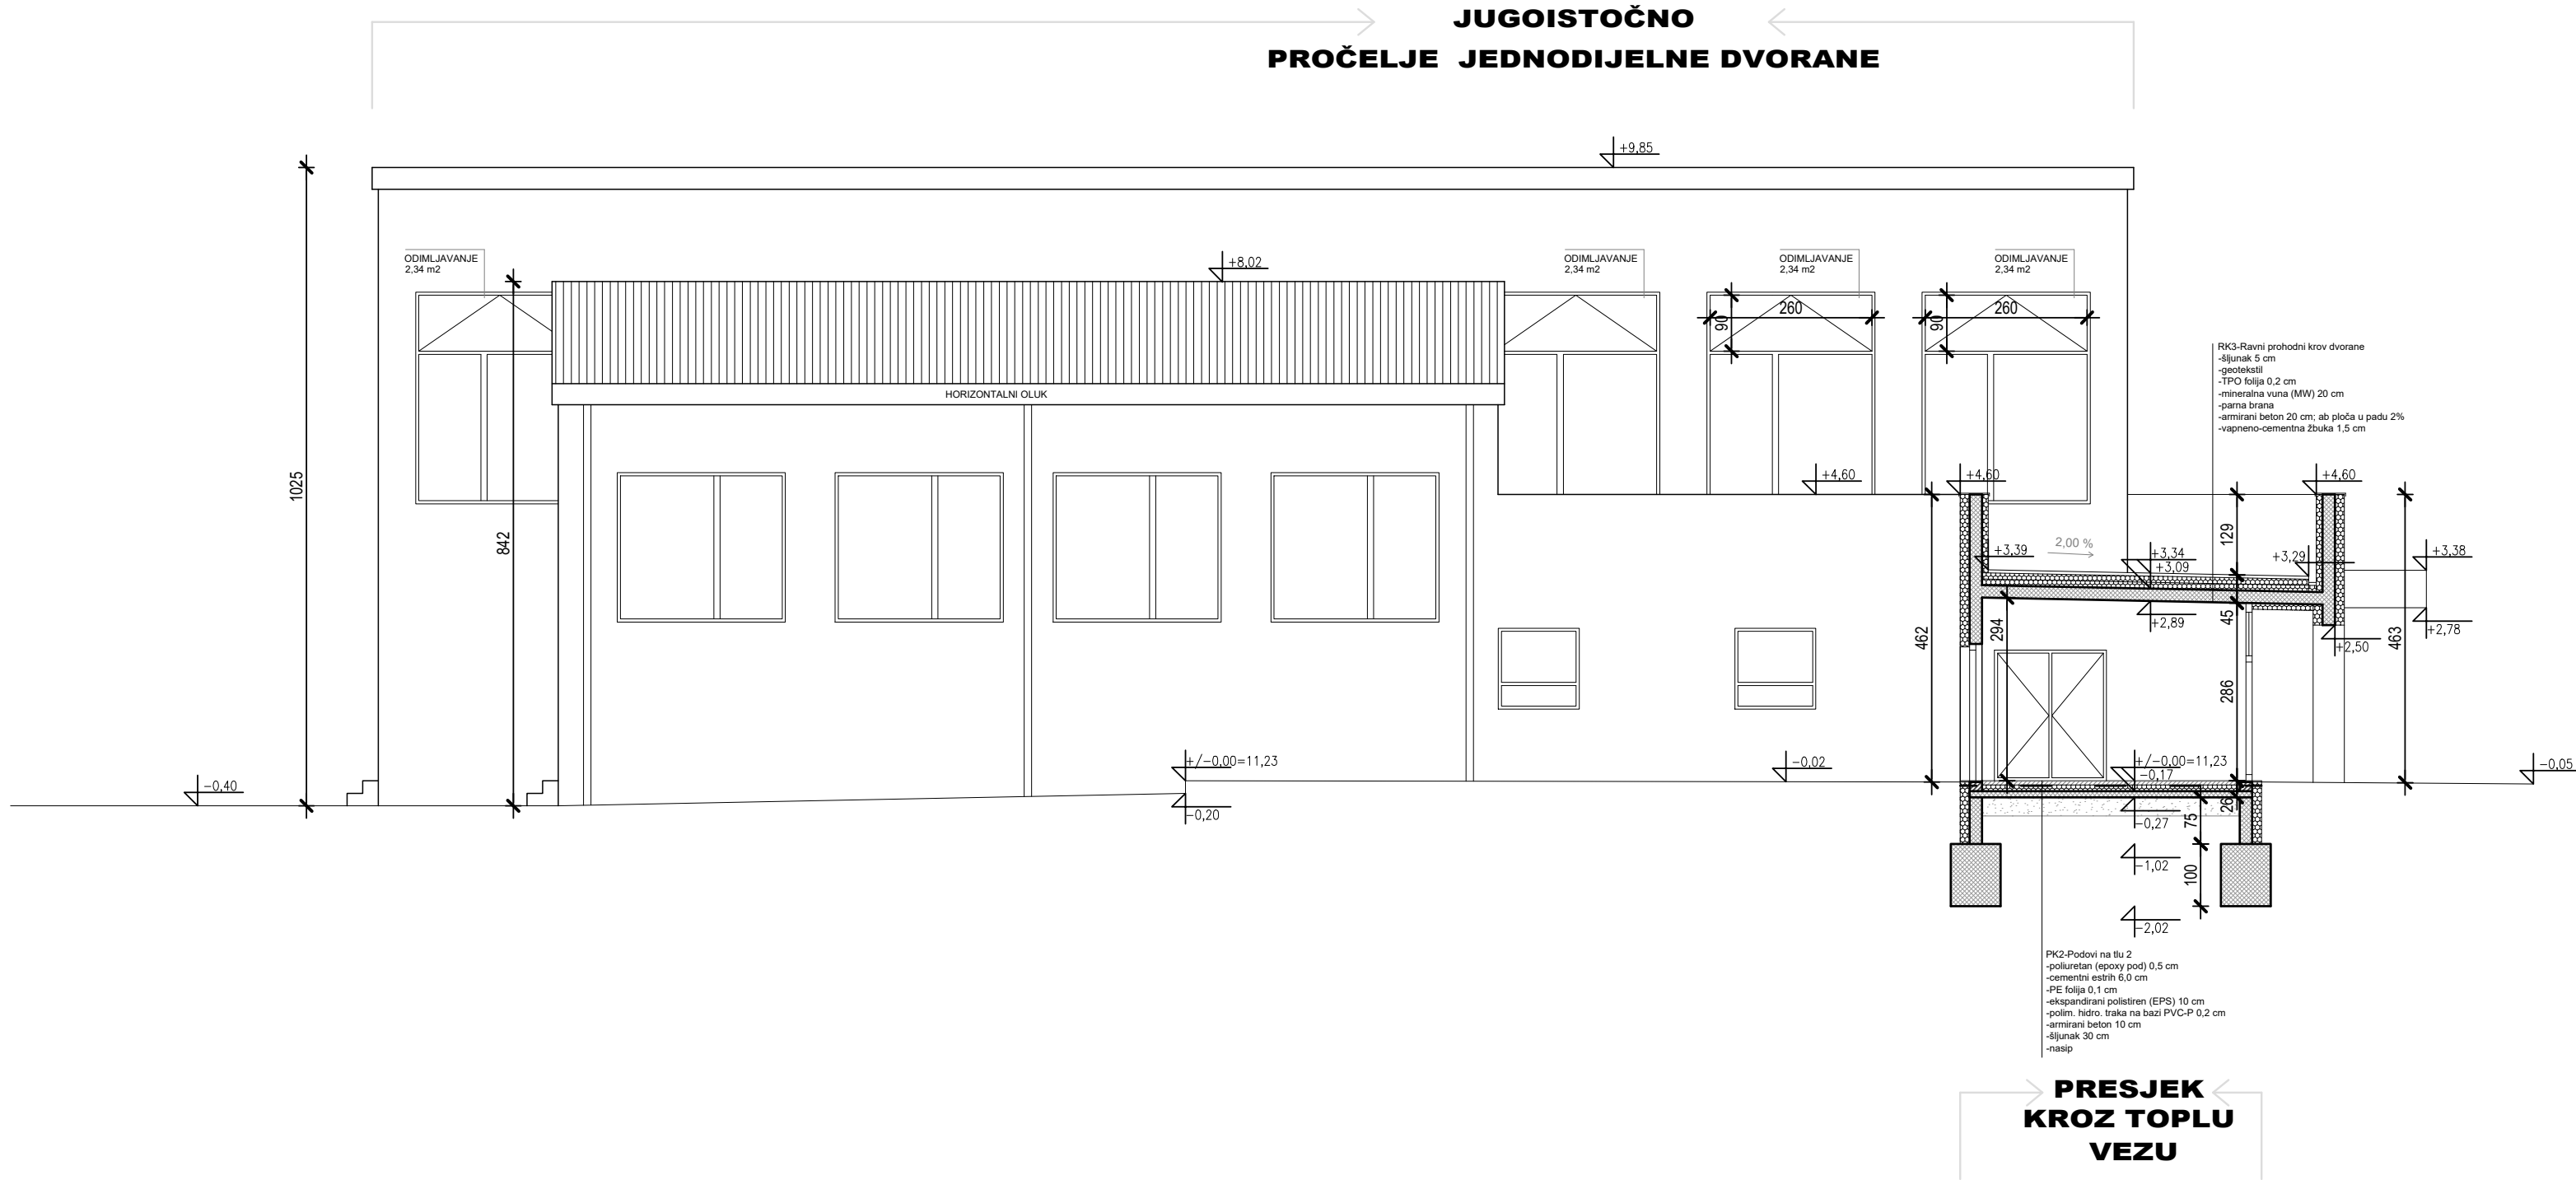 JUGOISTOČNO
PROČELJE JEDNODIJELNE DVORANE
+9,85
ODIMLJAVANJE
2,34 m2
+8,02
ODIMLJAVANJE
2,34 m2
ODIMLJAVANJE
2,34 m2
ODIMLJAVANJE
2,34 m2
90
260
90
260
HORIZONTALNI OLUK
RK3-Ravni prohodni krov dvorane
-šljunak 5 cm
-geotekstil
-TPO folija 0,2 cm
-mineralna vuna (MW) 20 cm
-parna brana
-armirani beton 20 cm; ab ploča u padu 2%
-vapneno-cementna žbuka 1,5 cm
1025
842
+4,60
+4,60
+4,60
129
+3,39
2,00 %
+3,34
+3,09
+3,29
+3,38
+2,89
45
+2,78
+2,50
462
294
463
286
+/-0,00=11,23
-0,02
+/-0,00=11,23
-0,17
-0,05
-0,40
-0,20
26
-0,27
75
-1,02
100
-2,02
PK2-Podovi na tlu 2
-poliuretan (epoxy pod) 0,5 cm
-cementni estrih 6,0 cm
-PE folija 0,1 cm
-ekspandirani polistiren (EPS) 10 cm
-polim. hidro. traka na bazi PVC-P 0,2 cm
-armirani beton 10 cm
-šljunak 30 cm
-nasip
PRESJEK
KROZ TOPLU
VEZU